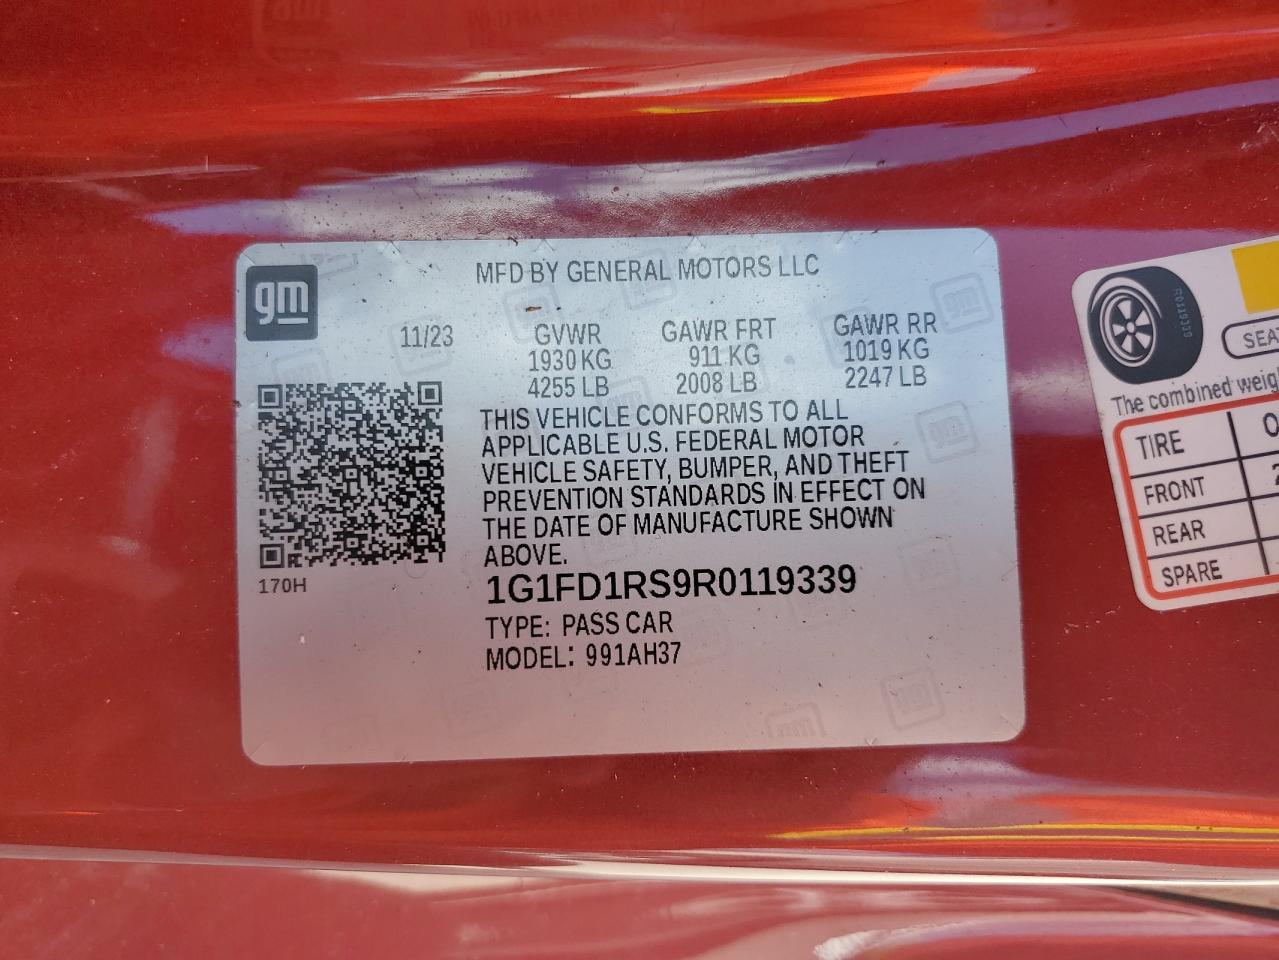 gm
MFD BY GENERAL MOTORS LLC
11/23 GVWR GAWR FRT GAWR RR
1930 KG 911 KG 1019 KG
4255 LB 2008 LB 2247 LB
THIS VEHICLE CONFORMS TO ALL
APPLICABLE U.S. FEDERAL MOTOR
VEHICLE SAFETY, BUMPER, AND THEFT
PREVENTION STANDARDS IN EFFECT ON
THE DATE OF MANUFACTURE SHOWN
ABOVE.
170H
1G1FD1RS9R0119339
TYPE: PASS CAR
MODEL: 991AH37
R0119339
SEA
The combined weig
TIRE
FRONT 2
REAR
SPARE